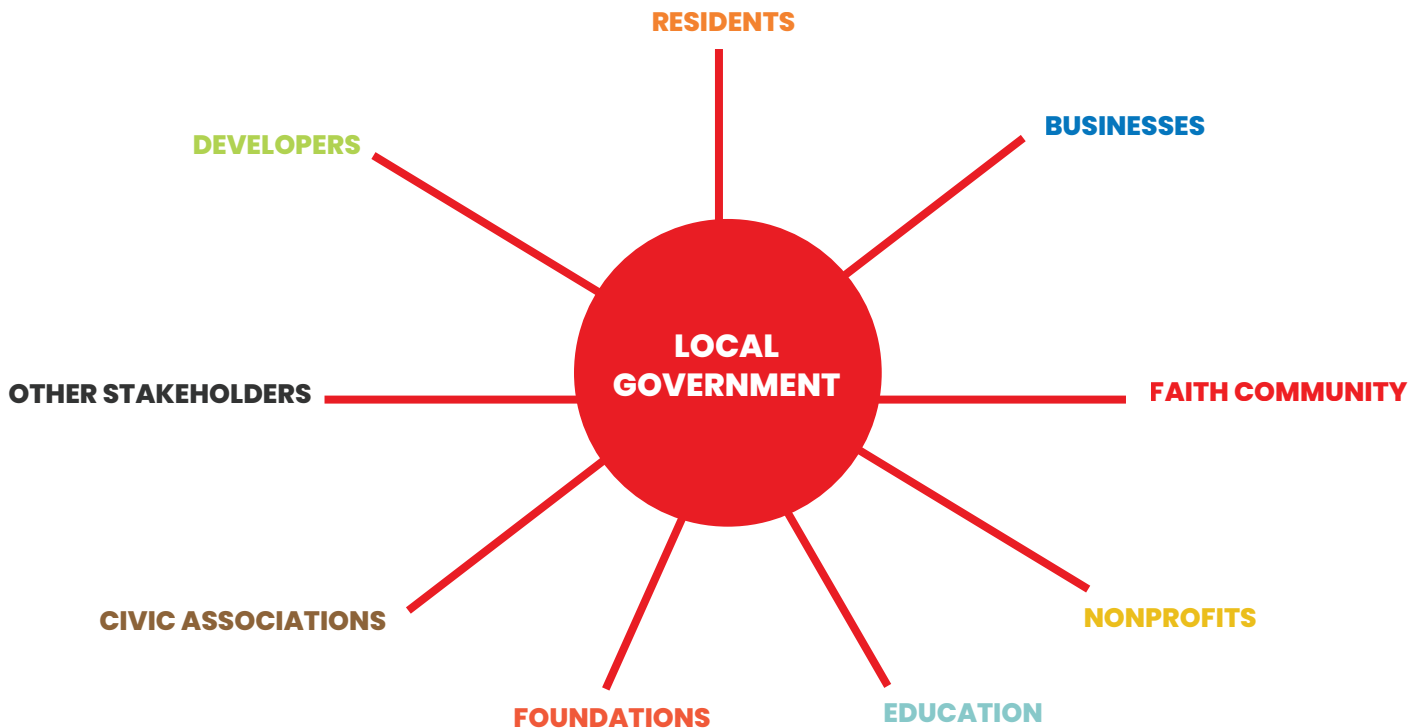 RESIDENTS
BUSINESSES
DEVELOPERS
LOCAL
GOVERNMENT
OTHER STAKEHOLDERS
FAITH COMMUNITY
CIVIC ASSOCIATIONS
NONPROFITS
FOUNDATIONS
EDUCATION